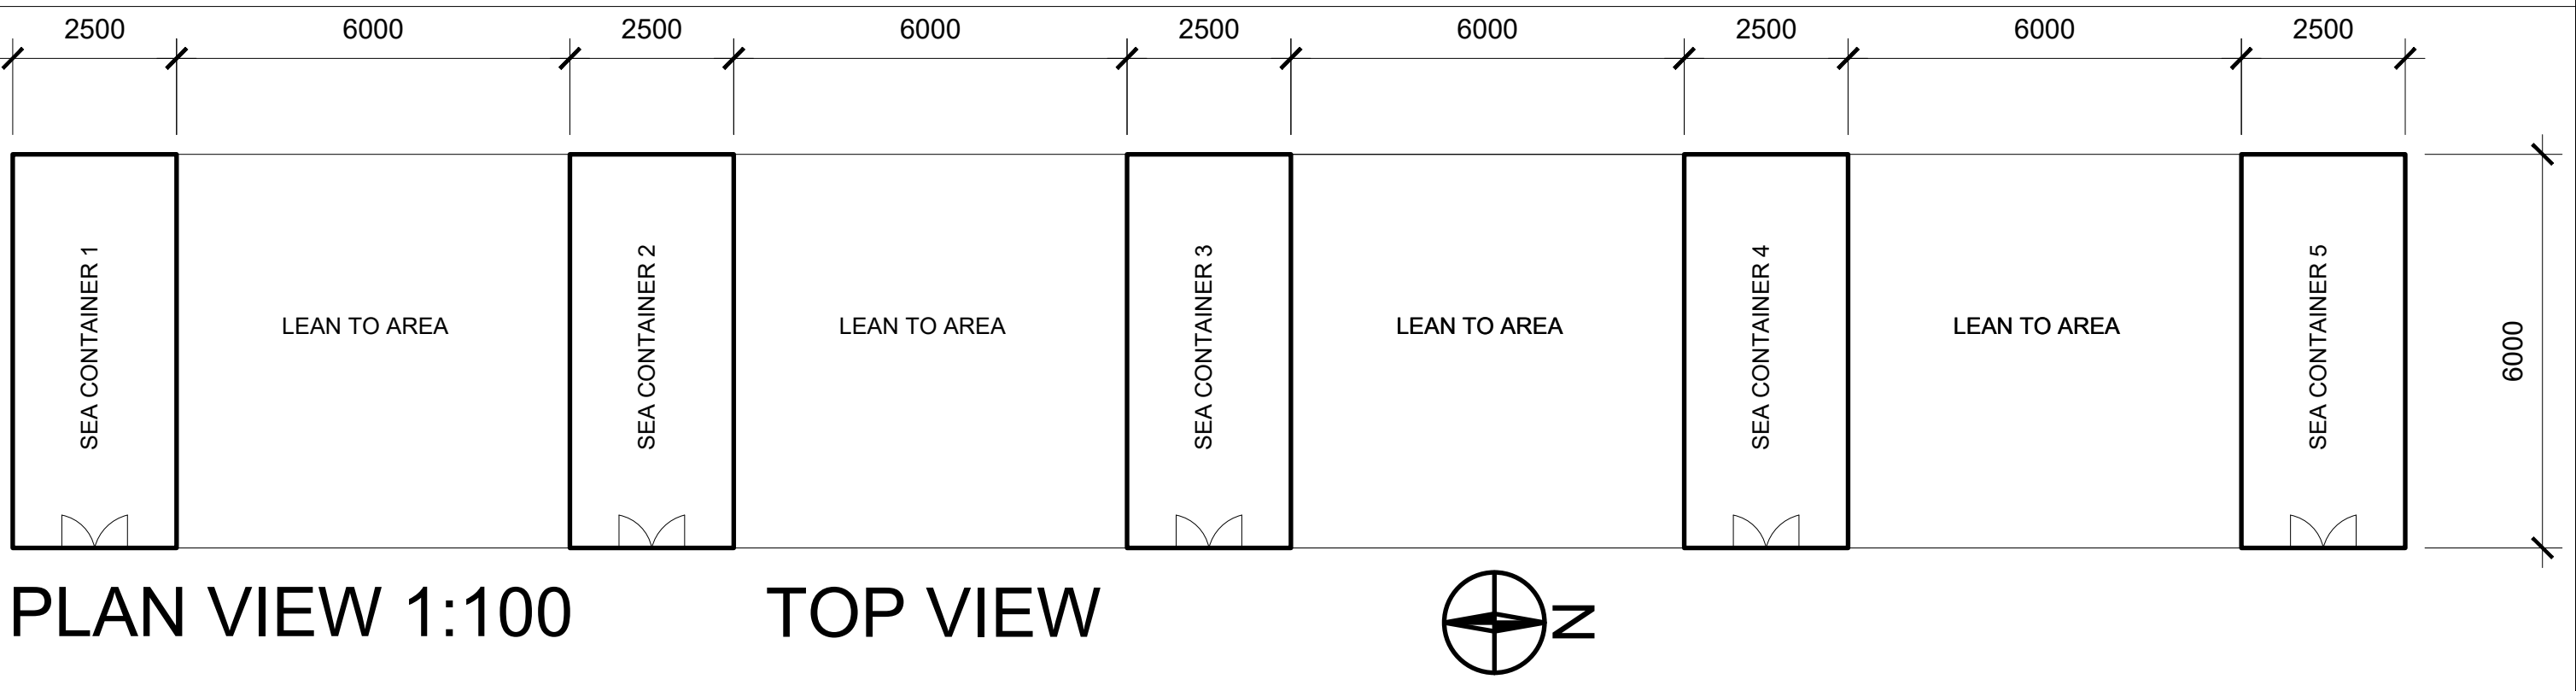 2500 6000 2500 6000 2500 6000 2500 6000 2500
SEA CONTAINER 1
LEAN TO AREA
SEA CONTAINER 2
LEAN TO AREA
SEA CONTAINER 3
LEAN TO AREA
SEA CONTAINER 4
LEAN TO AREA
SEA CONTAINER 5
6000
PLAN VIEW 1:100
TOP VIEW
N